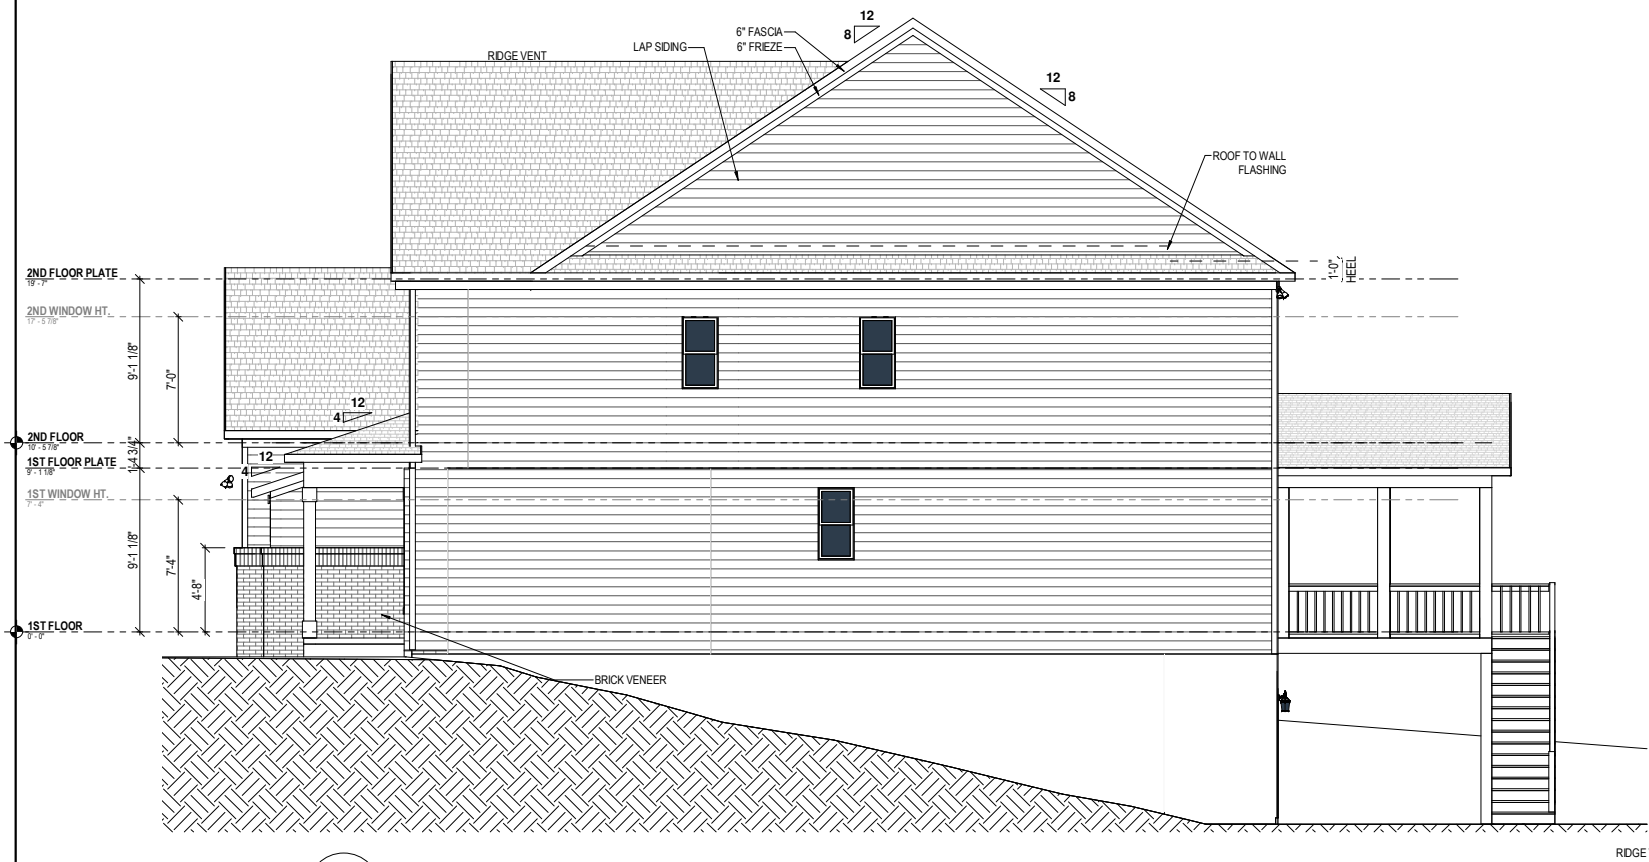 12
8
6" FASCIA
6" FRIEZE
LAP SIDING
RIDGE VENT
12
8
ROOF TO WALL
FLASHING
1'-0"
HEEL
2ND FLOOR PLATE
19' - 7"
2ND WINDOW HT.
17' - 5 7/8"
9'-1 1/8"
7'-0"
12
4
2ND FLOOR
10' - 5 7/8"
1'-4 3/4"
12
4
1ST FLOOR PLATE
9' - 1 1/8"
1ST WINDOW HT.
7' - 4"
9'-1 1/8"
7'-4"
4'-8"
1ST FLOOR
0' - 0"
BRICK VENEER
RIDGE